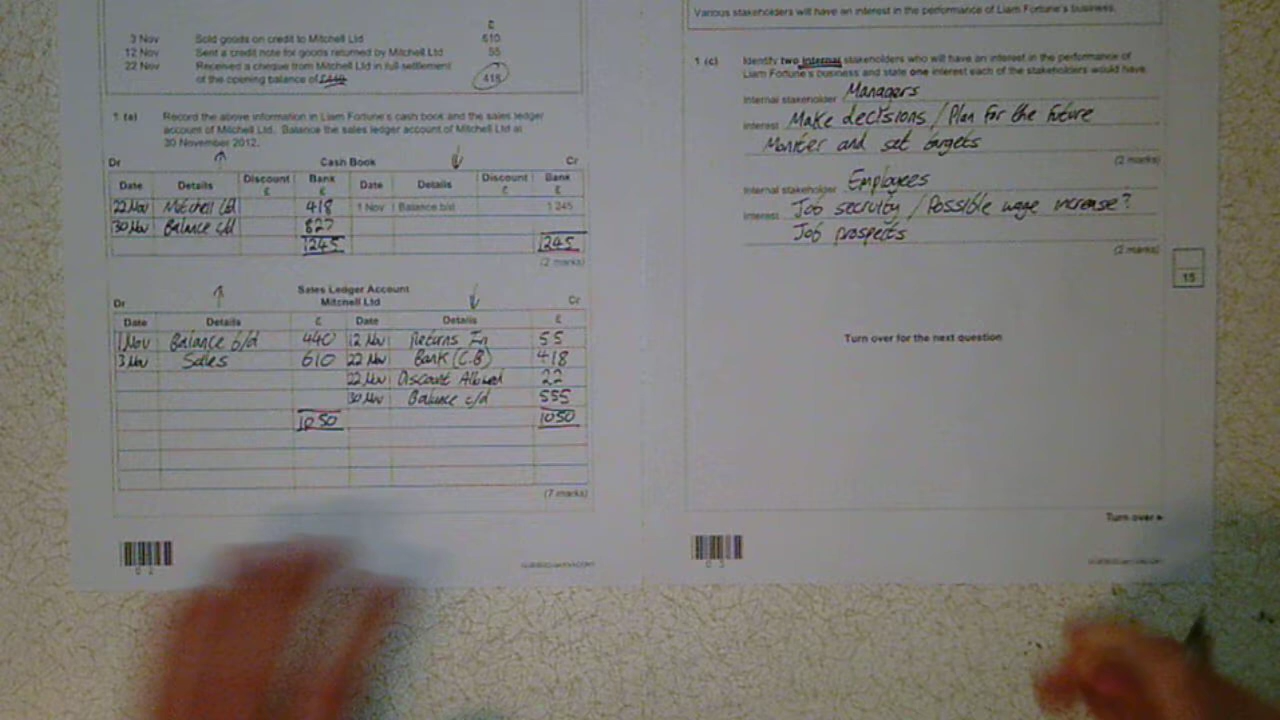 £
3 Nov Sold goods on credit to Mitchell Ltd 610
12 Nov Sent a credit note for goods returned by Mitchell Ltd 55
22 Nov Received a cheque from Mitchell Ltd in full settlement
of the opening balance of £440 418
1 (a) Record the above information in Liam Fortune's cash book and the sales ledger
account of Mitchell Ltd. Balance the sales ledger account of Mitchell Ltd at
30 November 2012.
Dr Cash Book Cr
Date Details Discount £ Bank £ Date Details Discount £ Bank £
22 Nov Mitchell Ltd 418 1 Nov Balance b/d 1 245
30 Nov Balance c/d 827
1245 1245
(2 marks)
Sales Ledger Account
Dr Mitchell Ltd Cr
Date Details £ Date Details £
1 Nov Balance b/d 440 12 Nov Returns In 55
3 Nov Sales 610 22 Nov Bank (C.B) 418
22 Nov Discount Allowed 22
30 Nov Balance c/d 555
1050 1050
(7 marks)
0 2
Various stakeholders will have an interest in the performance of Liam Fortune's business.
1 (c) Identify two internal stakeholders who will have an interest in the performance of
Liam Fortune's business and state one interest each of the stakeholders would have.
Internal stakeholder Managers
Interest Make decisions / Plan for the future
Moniter and set targets
(2 marks)
Internal stakeholder Employees
Interest Job secruity / Possible wage increase?
Job prospects
(2 marks)
15
Turn over for the next question
Turn over ►
0 3